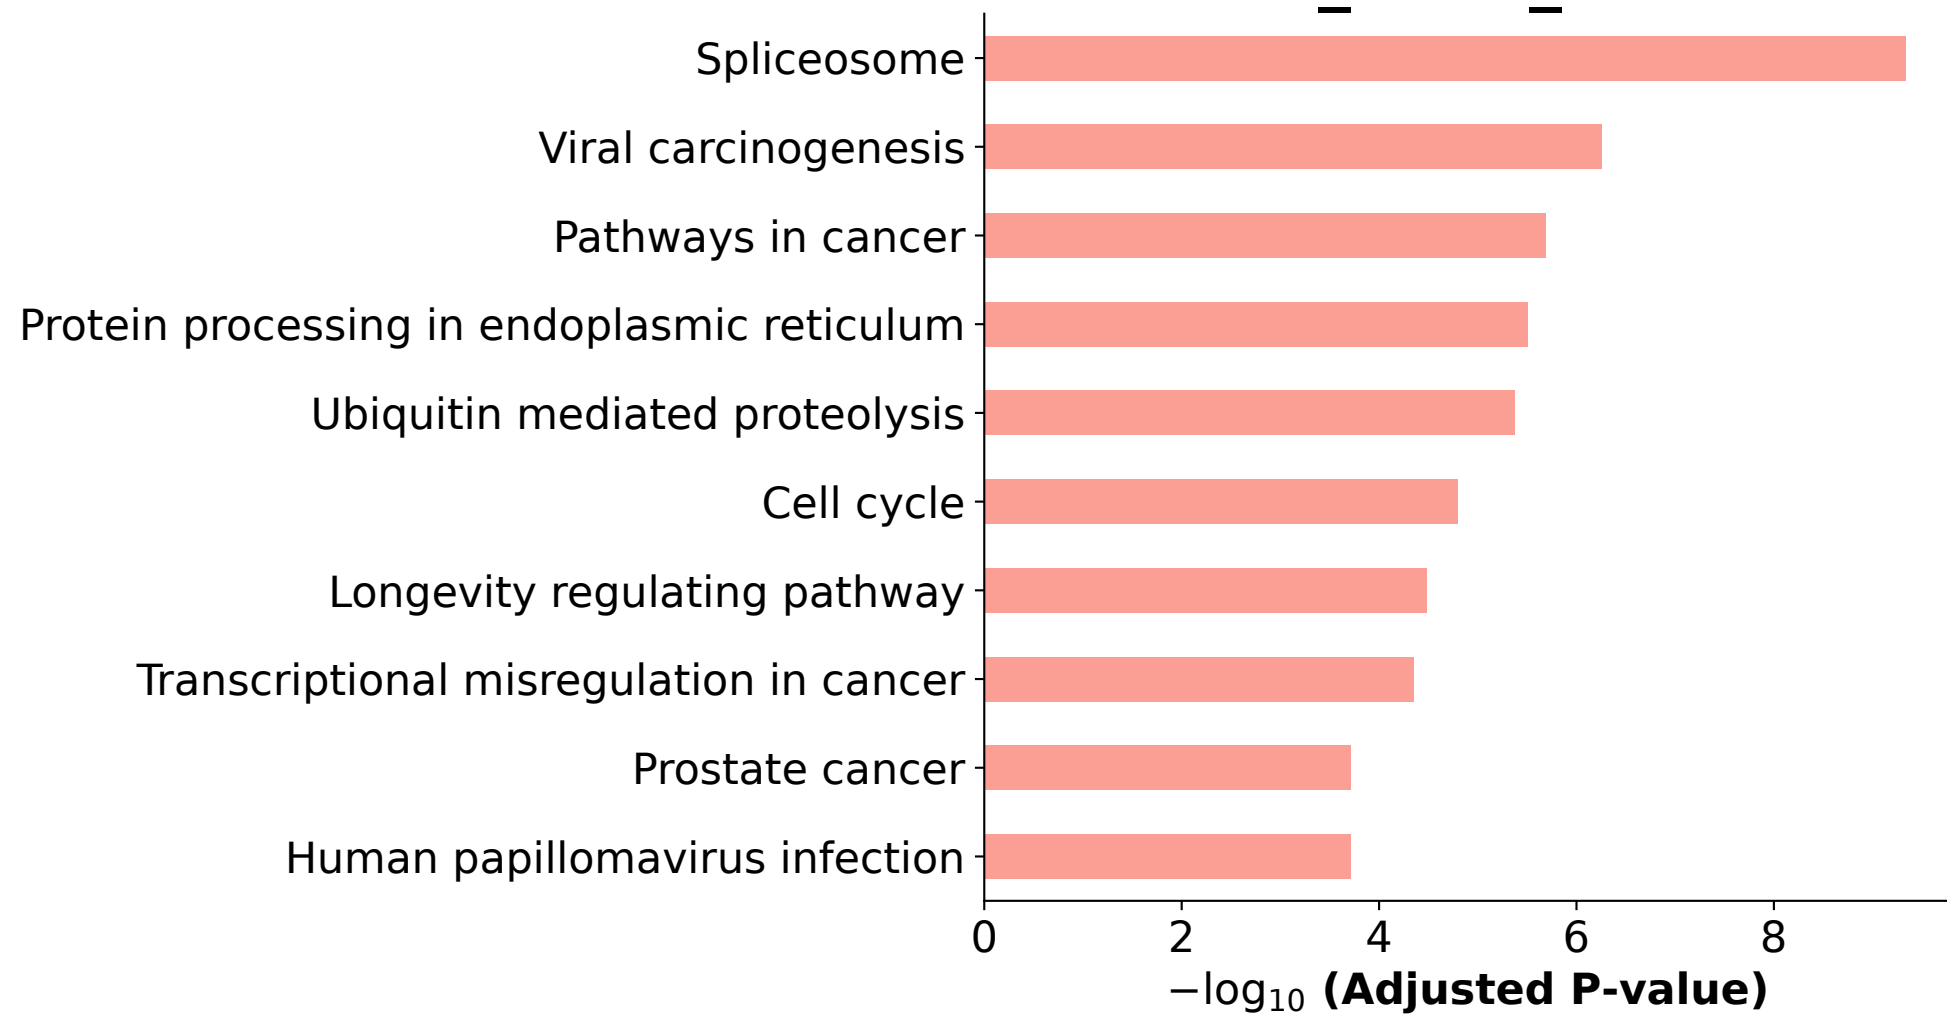 Spliceosome
Viral carcinogenesis
Pathways in cancer
Protein processing in endoplasmic reticulum
Ubiquitin mediated proteolysis
Cell cycle
Longevity regulating pathway
Transcriptional misregulation in cancer
Prostate cancer
Human papillomavirus infection
0 2 4 6 8
−log₁₀ (Adjusted P-value)